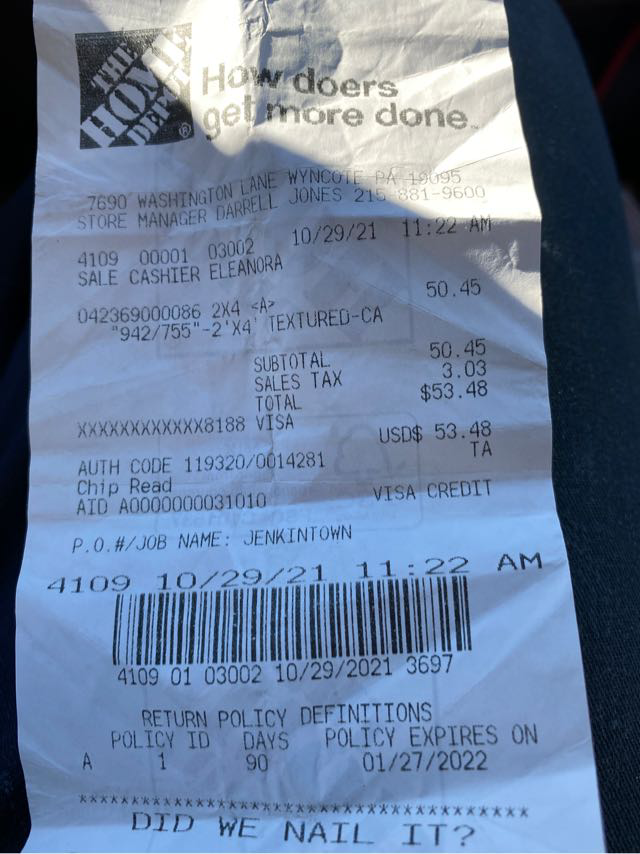 THE
HOME
DEPOT
®
How doers
get more done™
7690 WASHINGTON LANE WYNCOTE PA 19095
STORE MANAGER DARRELL JONES 215-881-9600
4109 00001 03002 10/29/21 11:22 AM
SALE CASHIER ELEANORA
042369000086 2X4 <A> 50.45
"942/755"-2'X4' TEXTURED-CA
SUBTOTAL 50.45
SALES TAX 3.03
TOTAL $53.48
XXXXXXXXXXXX8188 VISA
USD$ 53.48
AUTH CODE 119320/0014281 TA
Chip Read
AID A0000000031010 VISA CREDIT
P.O.#/JOB NAME: JENKINTOWN
4109 10/29/21 11:22 AM
4109 01 03002 10/29/2021 3697
RETURN POLICY DEFINITIONS
POLICY ID DAYS POLICY EXPIRES ON
A 1 90 01/27/2022
****************************************
DID WE NAIL IT?